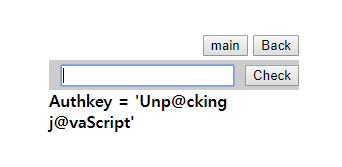 main Back
Check
Authkey = 'Unp@cking
j@vaScript'